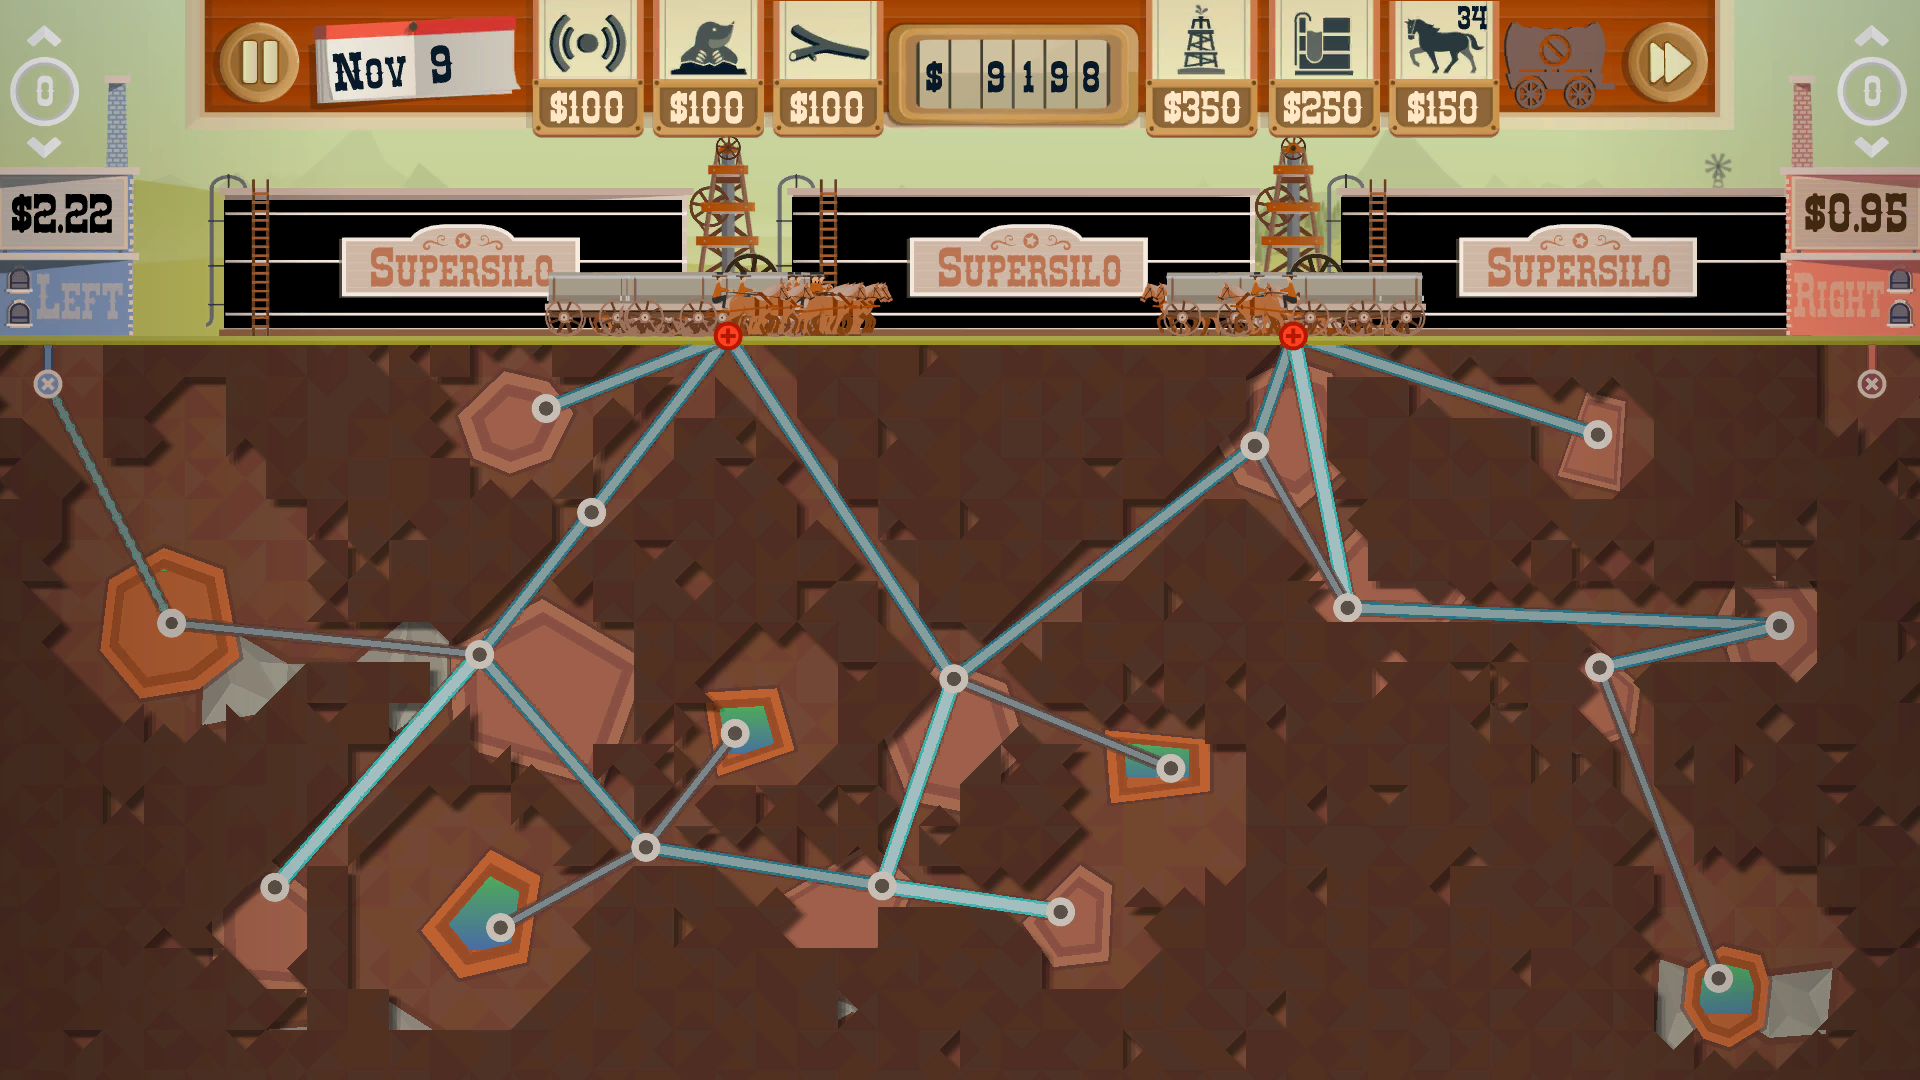 0
Nov 9
$100
$100
$100
$ 9198
$350
$250
34
$150
0
$2.22
LEFT
SUPERSILO
SUPERSILO
SUPERSILO
$0.95
RIGHT